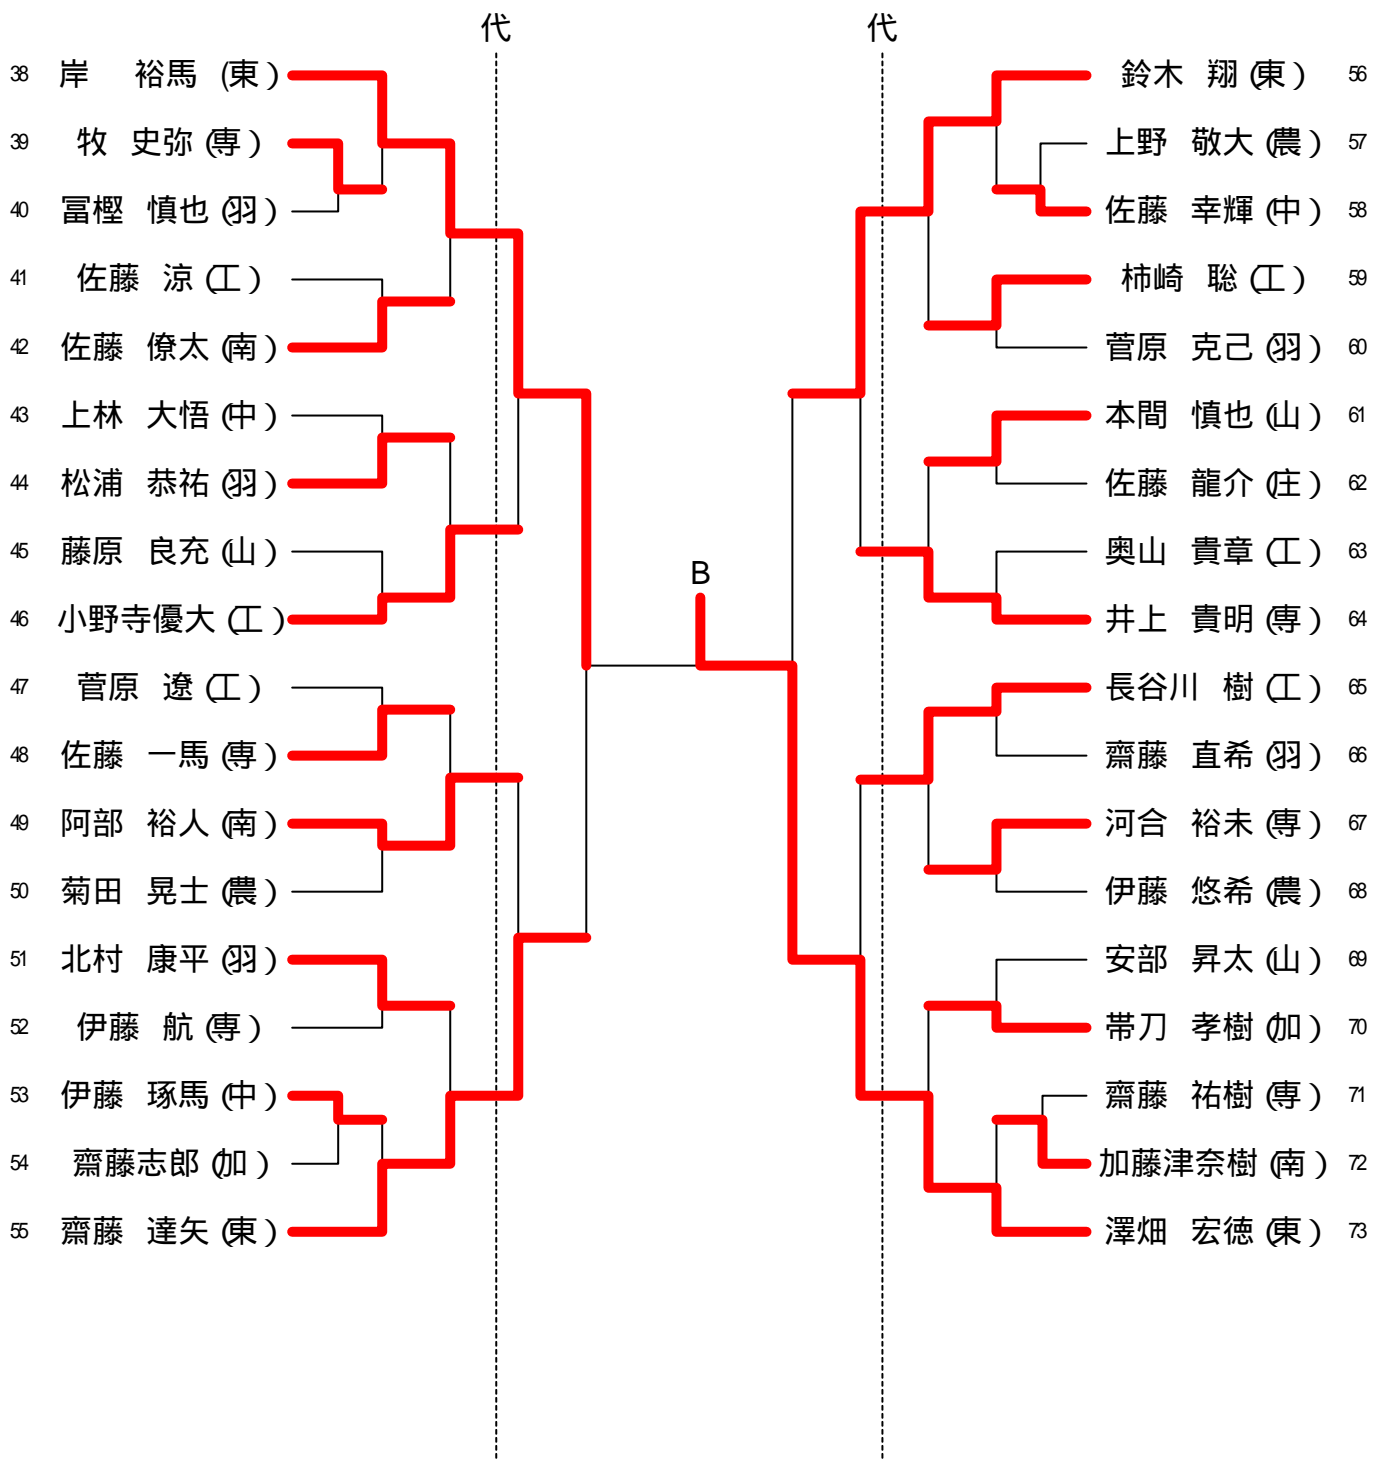 代 代
38 岸 裕馬 (東) 鈴木 翔 (東) 56
39 牧 史弥 (専) 上野 敬大 (農) 57
40 冨樫 慎也 (羽) 佐藤 幸輝 (中) 58
41 佐藤 涼 (工) 柿崎 聡 (工) 59
42 佐藤 僚太 (南) 菅原 克己 (羽) 60
43 上林 大悟 (中) 本間 慎也 (山) 61
44 松浦 恭祐 (羽) 佐藤 龍介 (庄) 62
45 藤原 良充 (山) 奥山 貴章 (工) 63
B
46 小野寺優大 (工) 井上 貴明 (専) 64
47 菅原 遼 (工) 長谷川 樹 (工) 65
48 佐藤 一馬 (専) 齋藤 直希 (羽) 66
49 阿部 裕人 (南) 河合 裕未 (専) 67
50 菊田 晃士 (農) 伊藤 悠希 (農) 68
51 北村 康平 (羽) 安部 昇太 (山) 69
52 伊藤 航 (専) 帯刀 孝樹 (加) 70
53 伊藤 琢馬 (中) 齋藤 祐樹 (専) 71
54 齋藤志郎 (加) 加藤津奈樹 (南) 72
55 齋藤 達矢 (東) 澤畑 宏徳 (東) 73